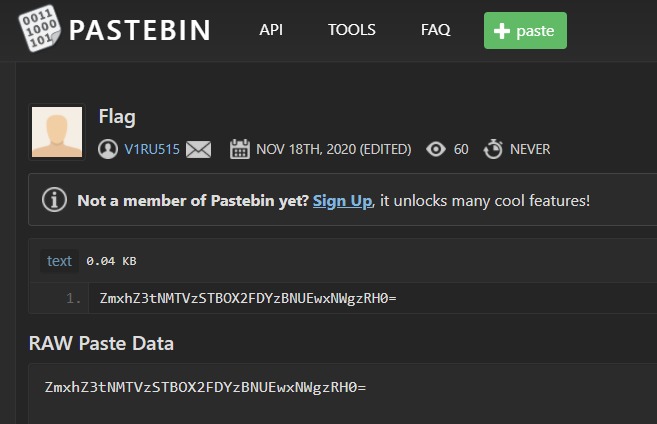 0011
1000
101
PASTEBIN API TOOLS FAQ + paste
Flag
V1RU515 NOV 18TH, 2020 (EDITED) 60 NEVER
Not a member of Pastebin yet? Sign Up, it unlocks many cool features!
text 0.04 KB
1. ZmxhZ3tNMTVzSTBOX2FDYzBNUEwxNWgzRH0=
RAW Paste Data
ZmxhZ3tNMTVzSTBOX2FDYzBNUEwxNWgzRH0=